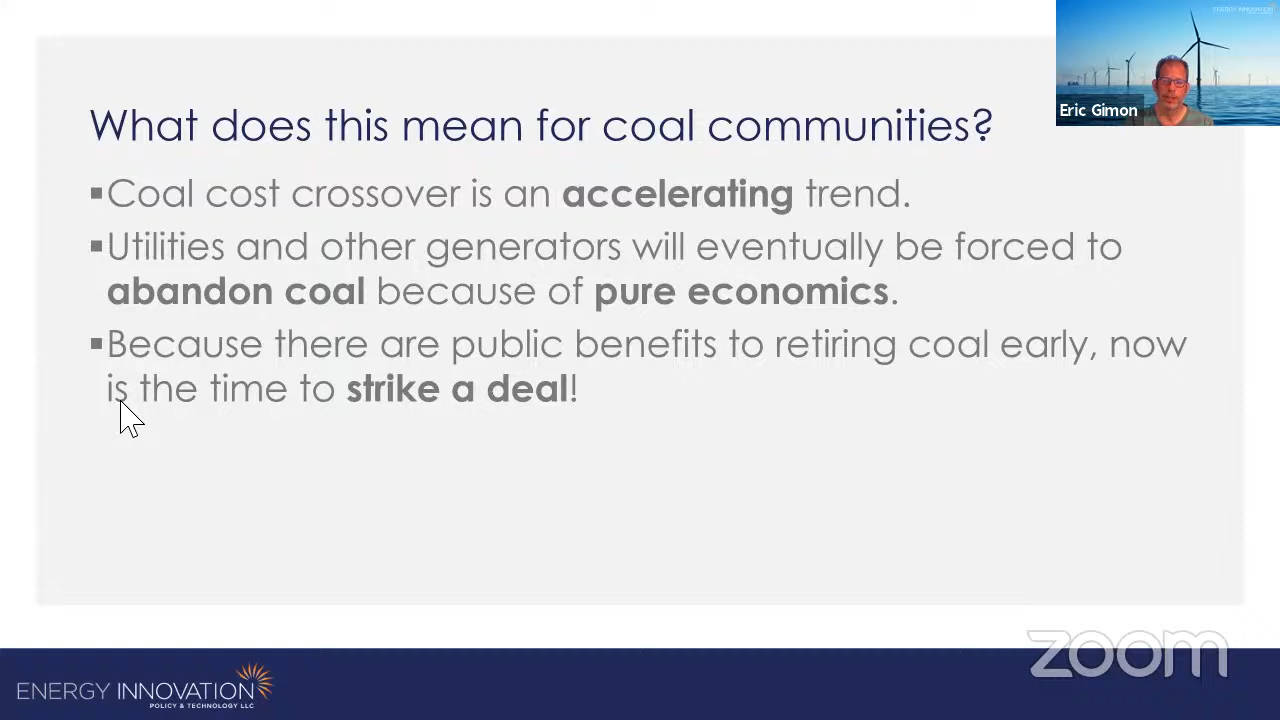 ENERGY INNOVATION
Eric Gimon
What does this mean for coal communities?
▪Coal cost crossover is an accelerating trend.
▪Utilities and other generators will eventually be forced to
abandon coal because of pure economics.
▪Because there are public benefits to retiring coal early, now
is the time to strike a deal!
zoom
ENERGY INNOVATION
POLICY & TECHNOLOGY LLC